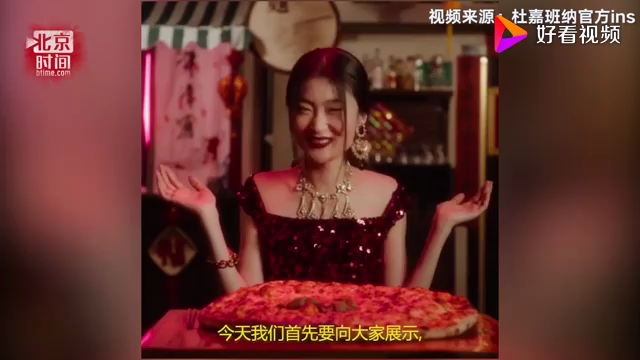 视频来源：杜嘉班纳官方ins
好看视频
北京
时间
btime.com
今天我们首先要向大家展示,